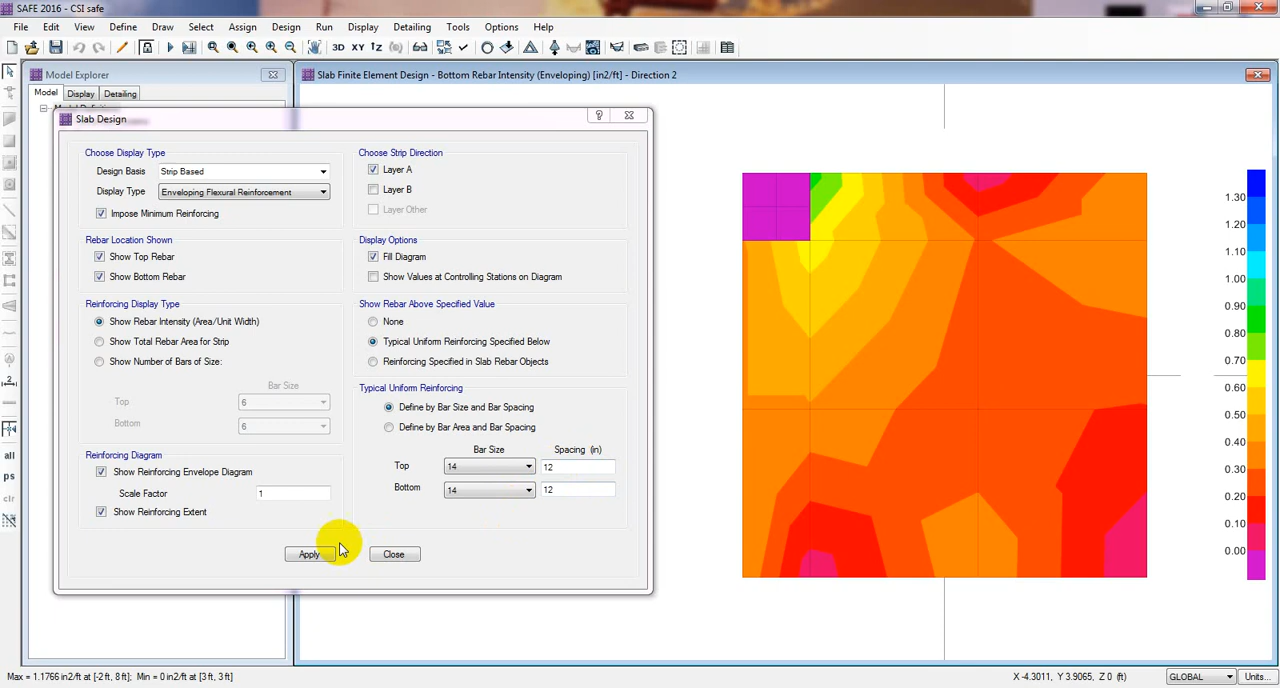 SAFE 2016 - CSI safe
File Edit View Define Draw Select Assign Design Run Display Detailing Tools Options Help
3D XY
Model Explorer
Model Display Detailing
Slab Finite Element Design - Bottom Rebar Intensity (Enveloping) [in2/ft] - Direction 2
Slab Design
Choose Display Type
Design Basis Strip Based
Display Type Enveloping Flexural Reinforcement
Impose Minimum Reinforcing
Rebar Location Shown
Show Top Rebar
Show Bottom Rebar
Reinforcing Display Type
Show Rebar Intensity (Area/Unit Width)
Show Total Rebar Area for Strip
Show Number of Bars of Size:
Bar Size
Top 6
Bottom 6
Reinforcing Diagram
Show Reinforcing Envelope Diagram
Scale Factor 1
Show Reinforcing Extent
Choose Strip Direction
Layer A
Layer B
Layer Other
Display Options
Fill Diagram
Show Values at Controlling Stations on Diagram
Show Rebar Above Specified Value
None
Typical Uniform Reinforcing Specified Below
Reinforcing Specified in Slab Rebar Objects
Typical Uniform Reinforcing
Define by Bar Size and Bar Spacing
Define by Bar Area and Bar Spacing
Bar Size Spacing (in)
Top 14 12
Bottom 14 12
Apply Close
1.30
1.20
1.10
1.00
0.90
0.80
0.70
0.60
0.50
0.40
0.30
0.20
0.10
0.00
all
ps
clr
Max = 1.1766 in2/ft at [-2 ft, 8 ft]; Min = 0 in2/ft at [3 ft, 3 ft]
X -4.3011, Y 3.9065, Z 0 (ft)
GLOBAL
Units...